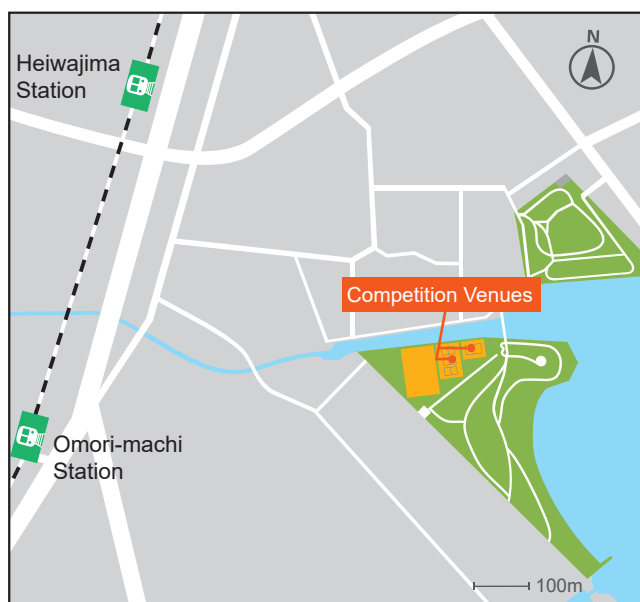 Heiwajima
Station
N
Competition Venues
Omori-machi
Station
100m